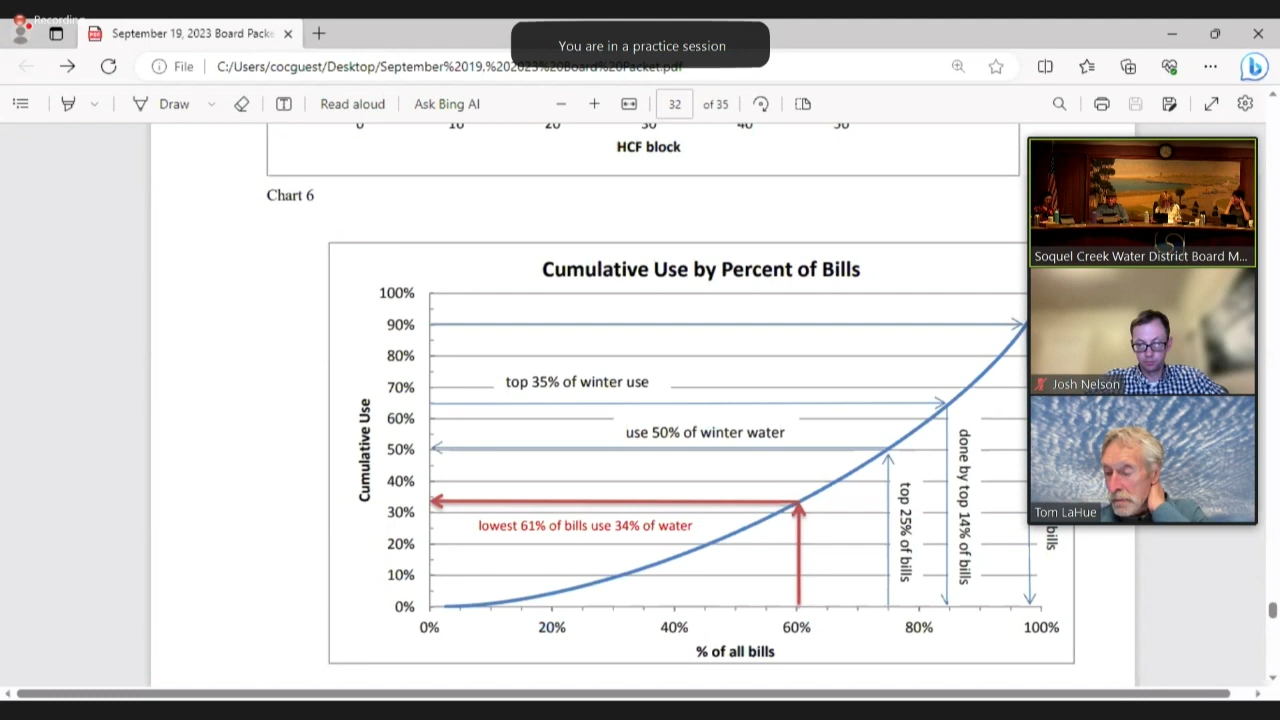 Recording
September 19, 2023 Board Packe
You are in a practice session
File
C:/Users/cocguest/Desktop/September%2019.%202023%20Board%20Packet.pdf
Draw
Read aloud
Ask Bing AI
32
of 35
0 10 20 30 40 50
HCF block
Chart 6
Cumulative Use by Percent of Bills
100%
90%
80%
70%
60%
50%
40%
30%
20%
10%
0%
Cumulative Use
top 35% of winter use
use 50% of winter water
lowest 61% of bills use 34% of water
top 25% of bills
done by top 14% of bills
bills
0% 20% 40% 60% 80% 100%
% of all bills
Soquel Creek Water District Board M...
Josh Nelson
Tom LaHue